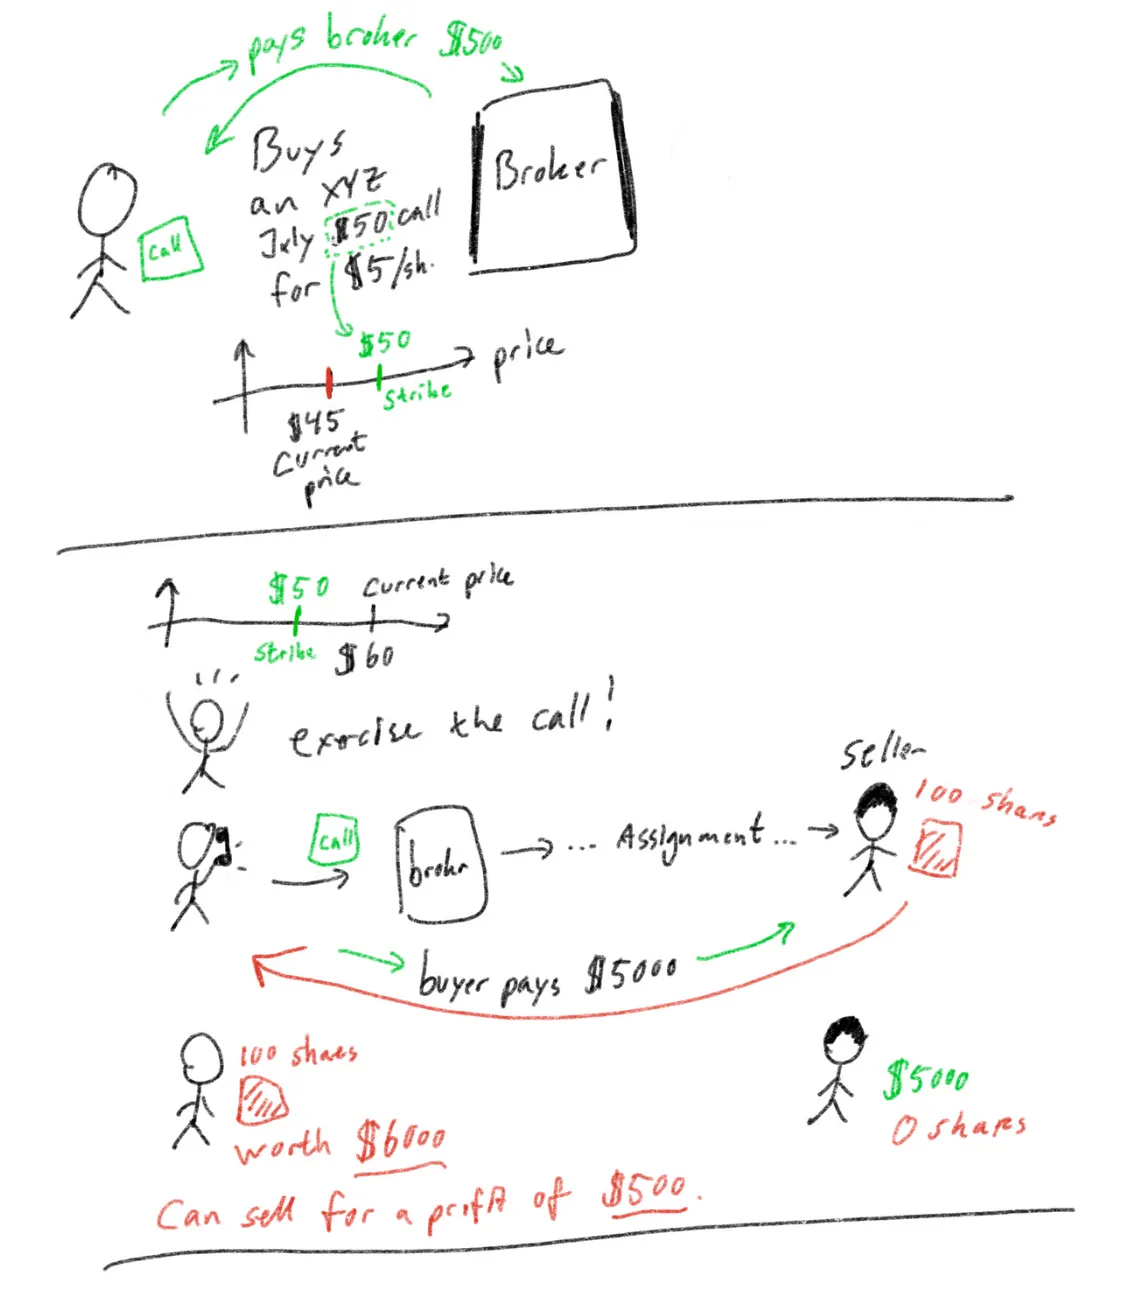 pays broker $500
Buys
an XYZ
July $50 call
for $5/sh.
call
Broker
$50
strike
price
$45
Current
price
$50
Current price
strike
$60
exercise the call!
seller
100 shares
call
broker
... Assignment...
buyer pays $5000
100 shares
worth $6000
$5000
0 shares
Can sell for a profit of $500.